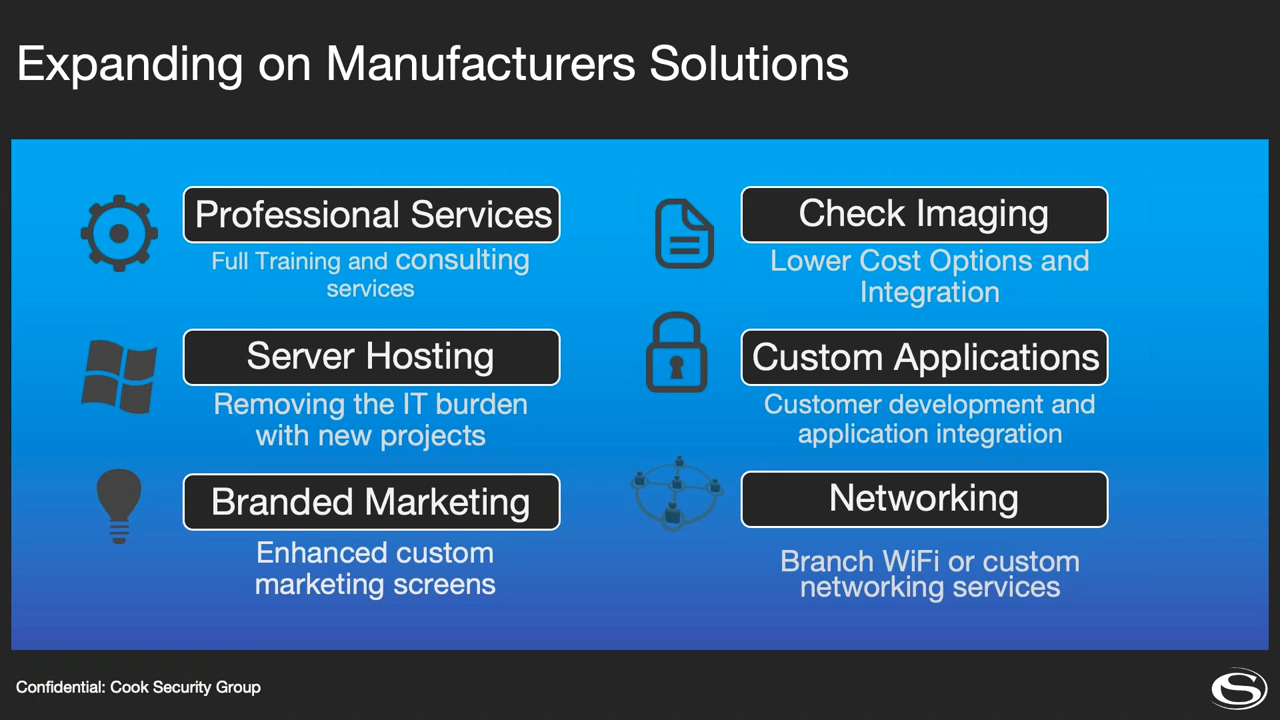 Expanding on Manufacturers Solutions
Professional Services
Full Training and consulting
services
Check Imaging
Lower Cost Options and
Integration
Server Hosting
Removing the IT burden
with new projects
Custom Applications
Customer development and
application integration
Branded Marketing
Enhanced custom
marketing screens
Networking
Branch WiFi or custom
networking services
Confidential: Cook Security Group